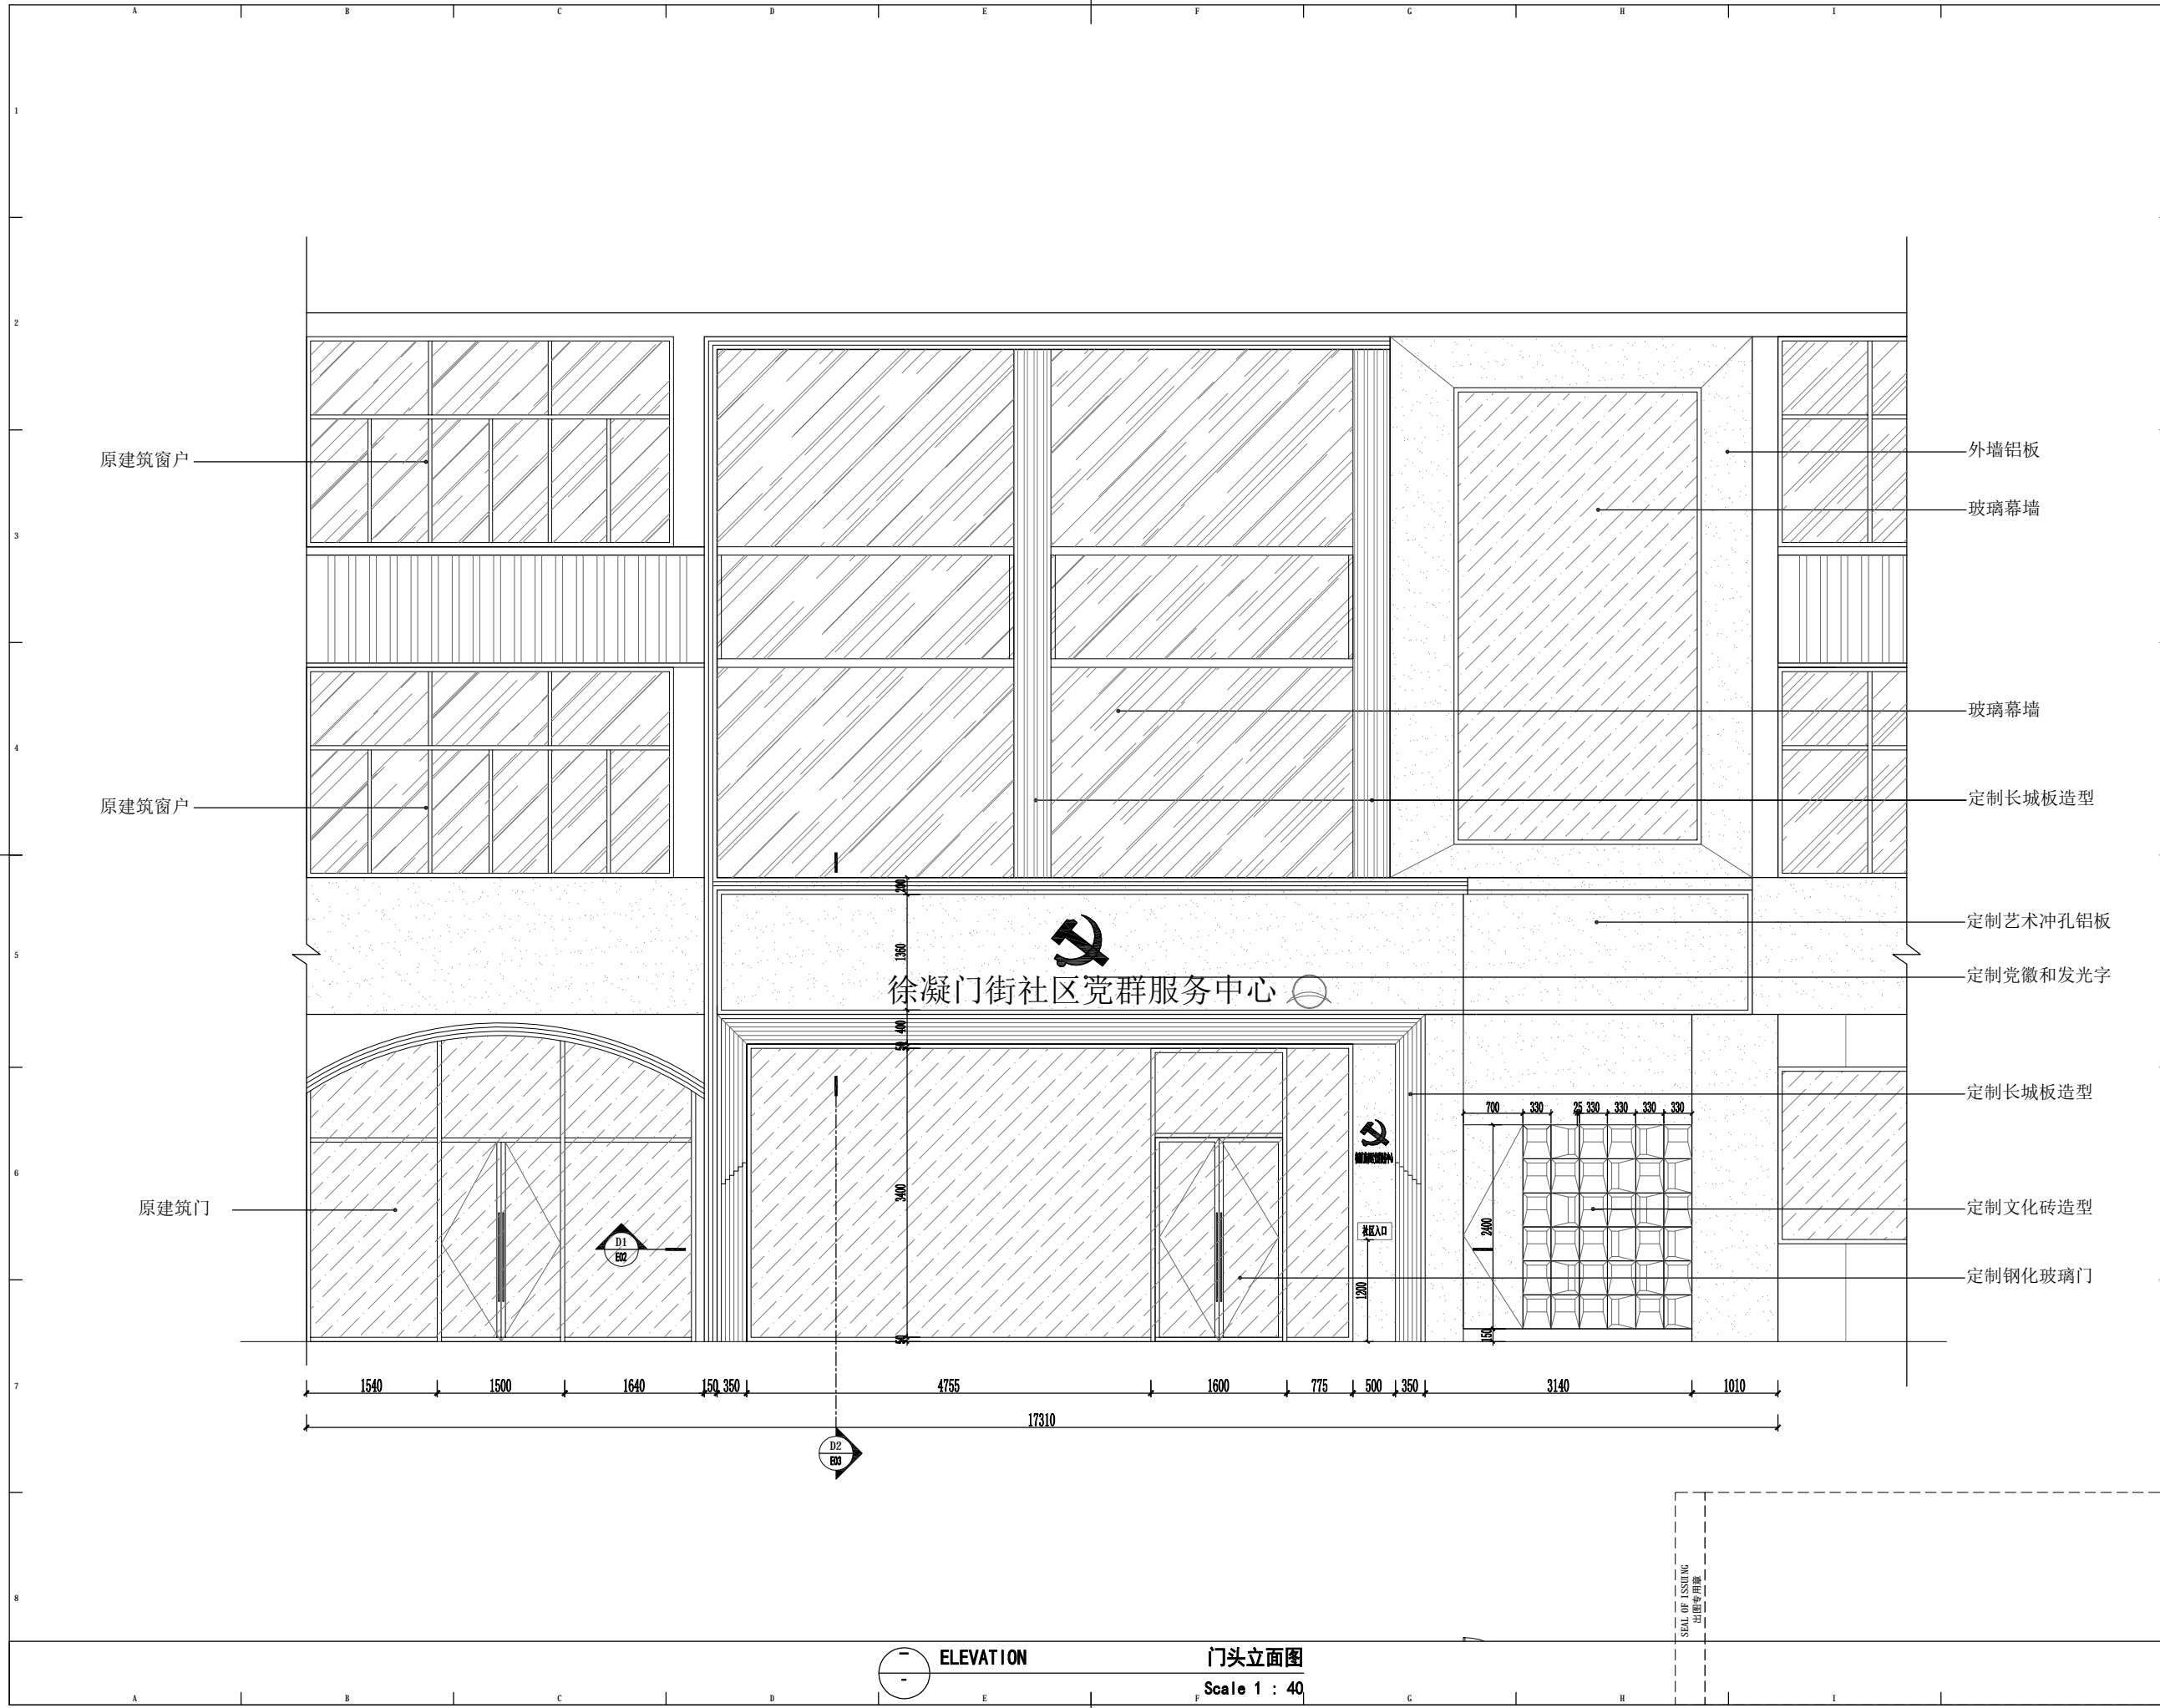 A B C D E F G H I
1
2
3
4
5
6
7
8
原建筑窗户
原建筑窗户
原建筑门
外墙铝板
玻璃幕墙
玻璃幕墙
定制长城板造型
定制艺术冲孔铝板
定制党徽和发光字
定制长城板造型
定制文化砖造型
定制钢化玻璃门
徐凝门街社区党群服务中心
社区入口
200
1360
400
50
3400
50
1200
700 330 25 330 330 330 330
2400
150
D1
E02
1540 1500 1640 150 350 4755 1600 775 500 350 3140 1010
17310
D2
E03
SEAL OF ISSUING
出图专用章
ELEVATION 门头立面图
Scale 1 : 40
A B C D E F G H I